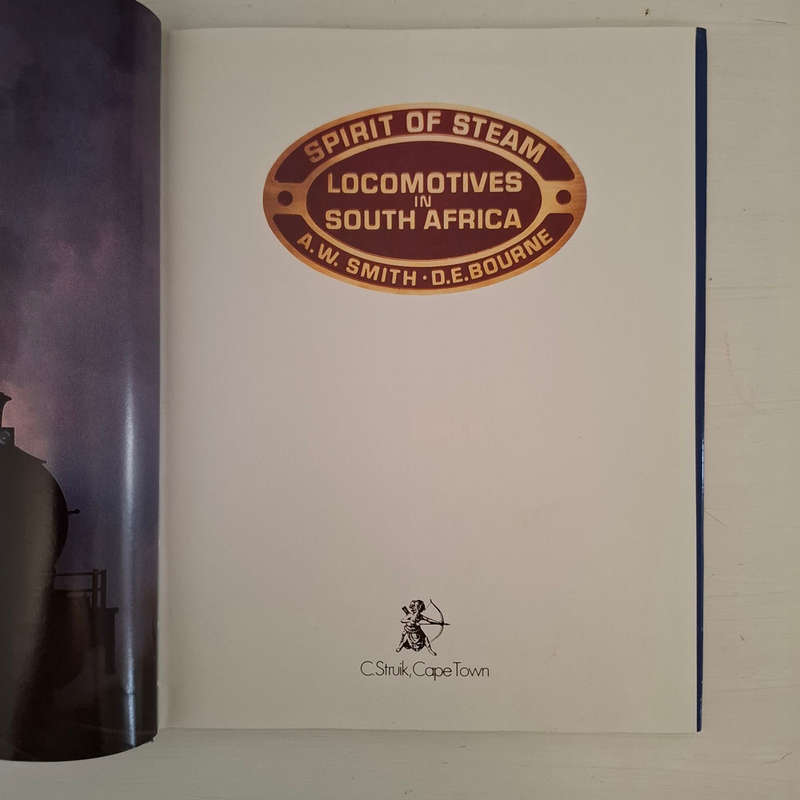 SPIRIT OF STEAM
LOCOMOTIVES
IN
SOUTH AFRICA
A.W. SMITH · D.E.BOURNE
C.Struik, Cape Town